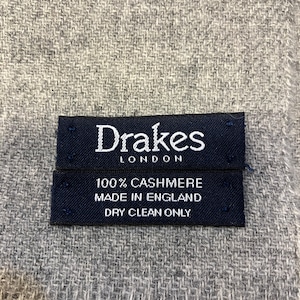 Drakes
LONDON
100% CASHMERE
MADE IN ENGLAND
DRY CLEAN ONLY